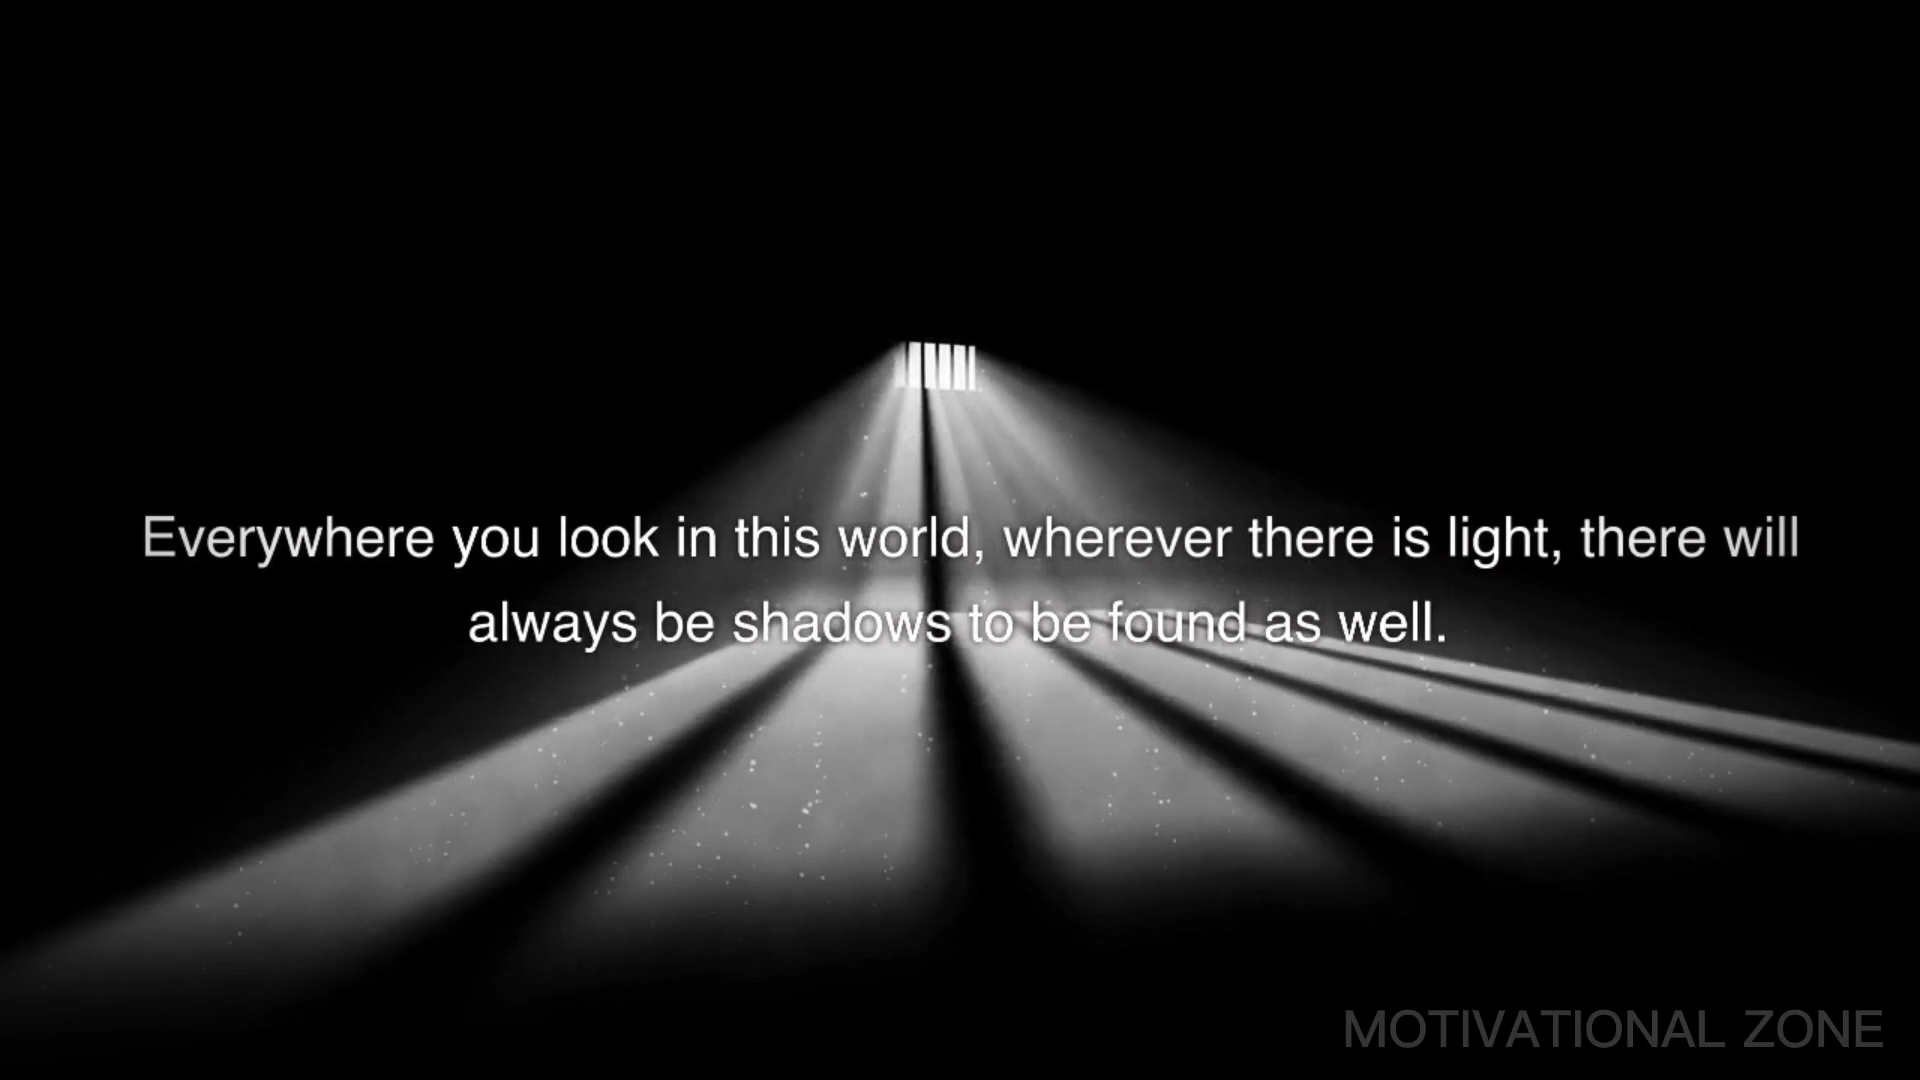 Everywhere you look in this world, wherever there is light, there will
always be shadows to be found as well.
MOTIVATIONAL ZONE